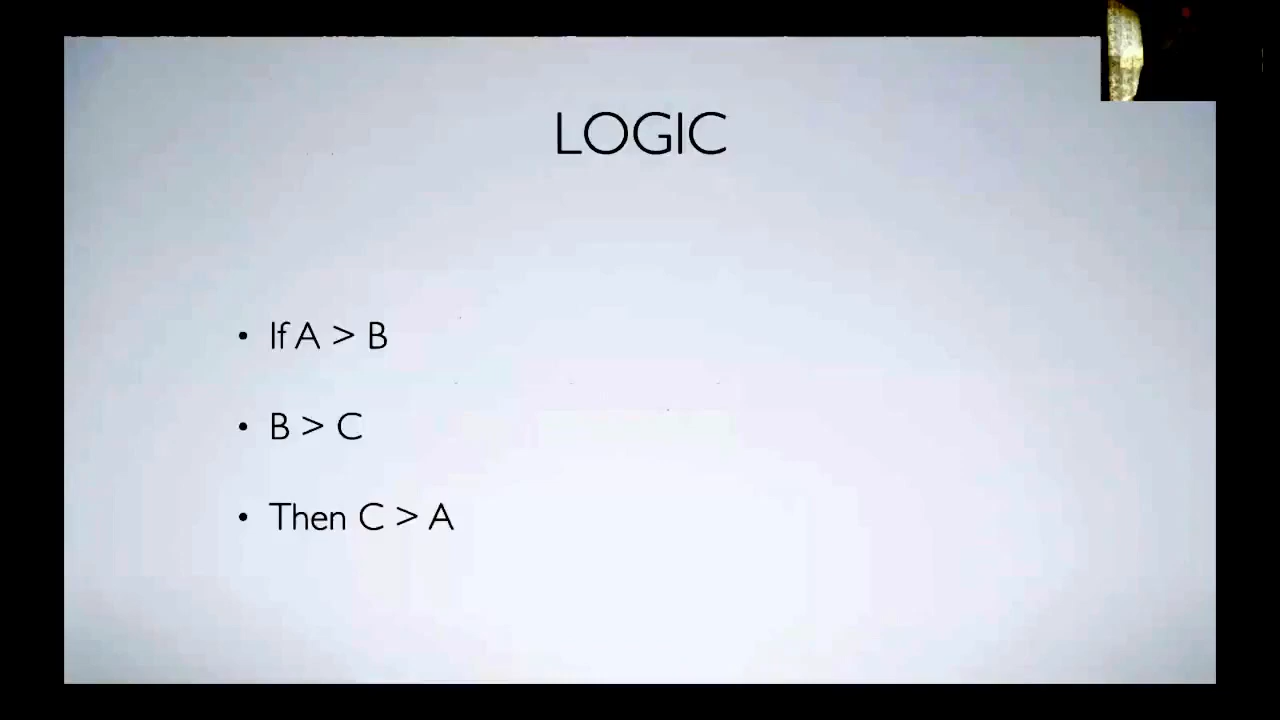 LOGIC
• If A > B
• B > C
• Then C > A